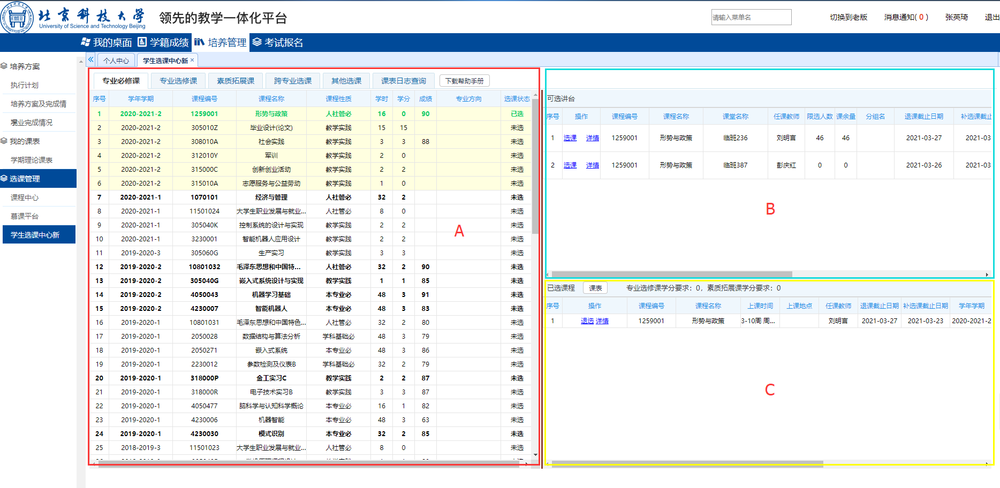 北京科技大学
University of Science and Technology Beijing
领先的教学一体化平台
请输入菜单名
切换到老版 消息通知( 0 ) 张英琦 退出
我的桌面 学籍成绩 培养管理 考试报名
培养方案
执行计划
培养方案及完成情
学业完成情况
我的课表
学期理论课表
选课管理
课程中心
慕课平台
学生选课中心新
个人中心 学生选课中心新 ×
专业必修课 专业选修课 素质拓展课 跨专业选课 其他选课 课表日志查询 下载帮助手册
序号 学年学期 课程编号 课程名称 课程性质 学时 学分 成绩 专业方向 选课状态
1 2020-2021-2 1259001 形势与政策 人社管必 16 0 90 已选
2 2020-2021-2 305010Z 毕业设计(论文) 教学实践 15 15 未选
3 2020-2021-2 308010A 社会实践 教学实践 3 3 88 未选
4 2020-2021-2 312010Y 军训 教学实践 2 0 未选
5 2020-2021-2 315000C 创新创业活动 教学实践 2 2 未选
6 2020-2021-2 315010A 志愿服务与公益劳动 教学实践 1 0 未选
7 2020-2021-1 1070101 经济与管理 人社管必 32 2 未选
8 2020-2021-1 11501024 大学生职业发展与就业... 人社管必 8 0 未选
9 2020-2021-1 305040K 控制系统的设计与实现 教学实践 2 2 未选
10 2020-2021-1 3230001 智能机器人应用设计 教学实践 2 2 未选
11 2019-2020-3 305060G 生产实习 教学实践 3 3 未选
12 2019-2020-2 10801032 毛泽东思想和中国特... 人社管必 32 2 90 未选
13 2019-2020-2 305040G 嵌入式系统设计与实现 教学实践 1 1 85 未选
14 2019-2020-2 4050043 机器学习基础 本专业必 48 3 91 未选
15 2019-2020-2 4230007 智能机器人 本专业必 48 3 83 未选
16 2019-2020-1 10801031 毛泽东思想和中国特色... 人社管必 32 2 80 未选
17 2019-2020-1 2050028 数据结构与算法分析 学科基础必 48 3 79 未选
18 2019-2020-1 2050271 嵌入式系统 本专业必 48 3 86 未选
19 2019-2020-1 2230012 参数检测及仪表B 学科基础必 32 2 79 未选
20 2019-2020-1 318000P 金工实习C 教学实践 2 2 87 未选
21 2019-2020-1 318000R 电子技术实习B 教学实践 3 3 87 未选
22 2019-2020-1 4050477 脑科学与认知科学概论 本专业必 16 1 82 未选
23 2019-2020-1 4230006 机器智能 本专业必 48 3 63 未选
24 2019-2020-1 4230030 模式识别 本专业必 32 2 85 未选
25 2018-2019-3 11501023 大学生职业发展与就业... 人社管必 8 0 未选
A
可选讲台
序号 操作 课程编号 课程名称 课堂名称 任课教师 限选人数 课余量 分组名 退课截止日期 补选课截止
1 选课 详情 1259001 形势与政策 临班236 刘明言 46 46 2021-03-27 2021-03
2 选课 详情 1259001 形势与政策 临班387 彭庆红 0 0 2021-03-26 2021-03
B
已选课程 课表 专业选修课学分要求：0，素质拓展课学分要求：0
序号 操作 课程编号 课程名称 上课时间 上课地点 任课教师 退课截止日期 补选课截止日期 学年学期
1 退选 详情 1259001 形势与政策 3-10周 周... 刘明言 2021-03-27 2021-03-23 2020-2021-2
C